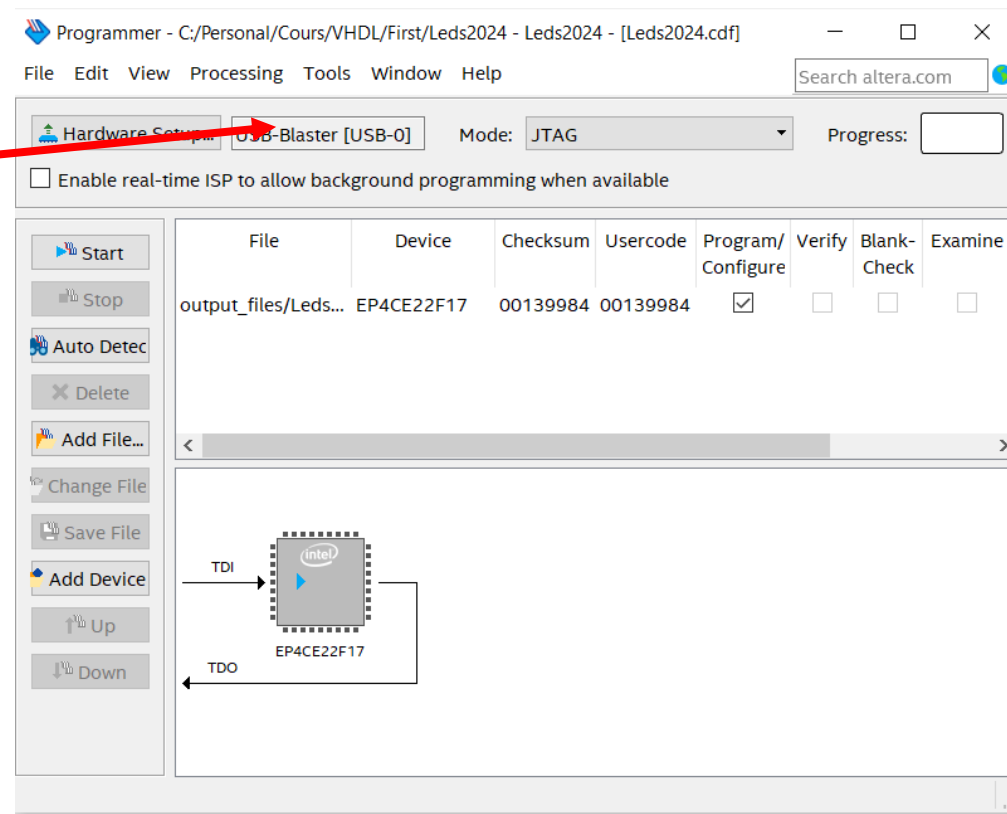 Programmer - C:/Personal/Cours/VHDL/First/Leds2024 - Leds2024 - [Leds2024.cdf]
File Edit View Processing Tools Window Help
Search altera.com
Hardware Setup... USB-Blaster [USB-0] Mode: JTAG Progress:
Enable real-time ISP to allow background programming when available
Start
Stop
Auto Detec
Delete
Add File...
Change File
Save File
Add Device
Up
Down
File Device Checksum Usercode Program/ Verify Blank- Examine
Configure Check
output_files/Leds... EP4CE22F17 00139984 00139984
intel
TDI
EP4CE22F17
TDO